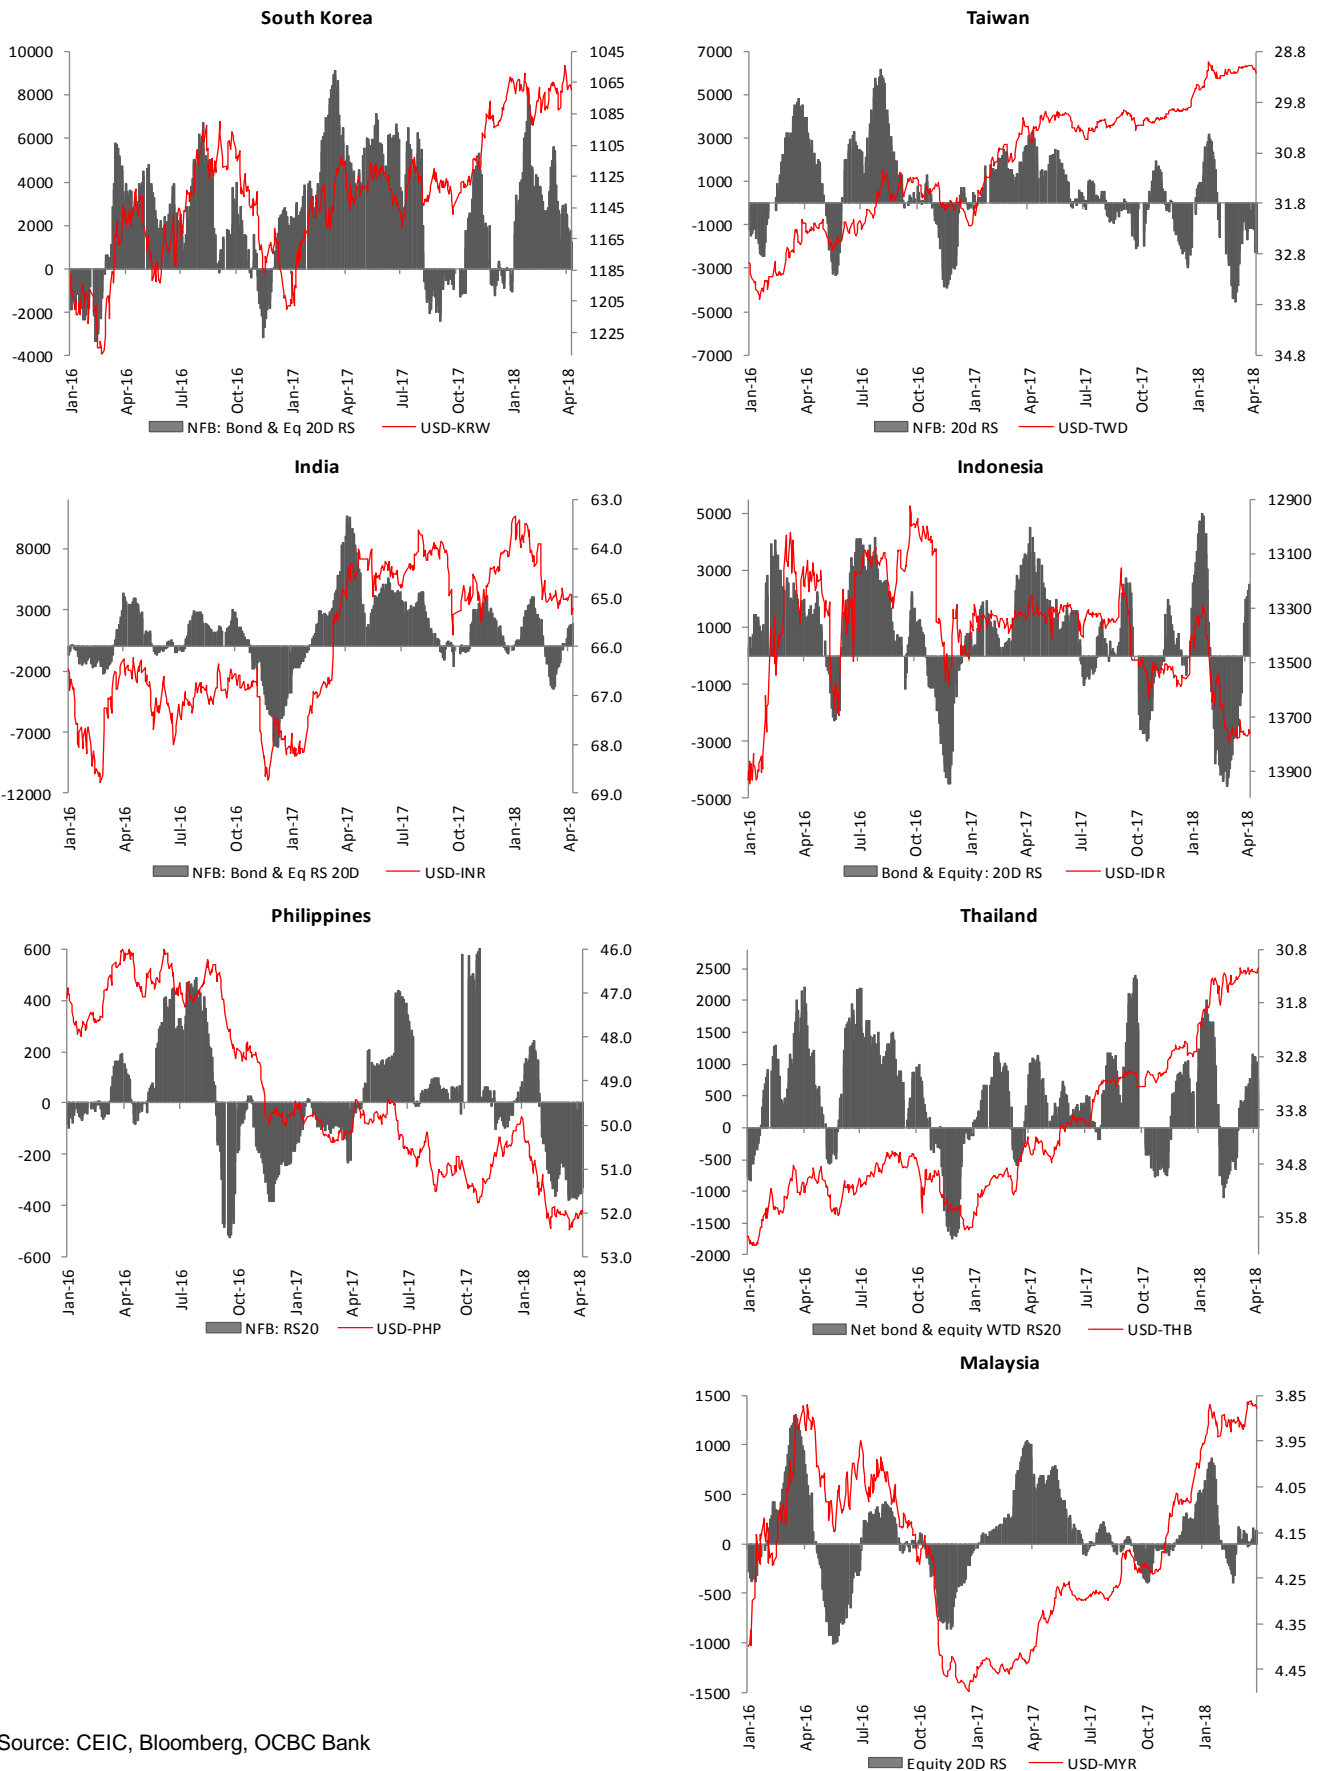 South Korea
10000
8000
6000
4000
2000
0
-2000
-4000
1045
1065
1085
1105
1125
1145
1165
1185
1205
1225
Jan-16
Apr-16
Jul-16
Oct-16
Jan-17
Apr-17
Jul-17
Oct-17
Jan-18
Apr-18
NFB: Bond & Eq 20D RS
USD-KRW
Taiwan
7000
5000
3000
1000
-1000
-3000
-5000
-7000
28.8
29.8
30.8
31.8
32.8
33.8
34.8
Jan-16
Apr-16
Jul-16
Oct-16
Jan-17
Apr-17
Jul-17
Oct-17
Jan-18
Apr-18
NFB: 20d RS
USD-TWD
India
8000
3000
-2000
-7000
-12000
63.0
64.0
65.0
66.0
67.0
68.0
69.0
Jan-16
Apr-16
Jul-16
Oct-16
Jan-17
Apr-17
Jul-17
Oct-17
Jan-18
Apr-18
NFB: Bond & Eq RS 20D
USD-INR
Indonesia
5000
3000
1000
-1000
-3000
-5000
12900
13100
13300
13500
13700
13900
Jan-16
Apr-16
Jul-16
Oct-16
Jan-17
Apr-17
Jul-17
Oct-17
Jan-18
Apr-18
Bond & Equity: 20D RS
USD-IDR
Philippines
600
400
200
0
-200
-400
-600
46.0
47.0
48.0
49.0
50.0
51.0
52.0
53.0
Jan-16
Apr-16
Jul-16
Oct-16
Jan-17
Apr-17
Jul-17
Oct-17
Jan-18
Apr-18
NFB: RS20
USD-PHP
Thailand
2500
2000
1500
1000
500
0
-500
-1000
-1500
-2000
30.8
31.8
32.8
33.8
34.8
35.8
Jan-16
Apr-16
Jul-16
Oct-16
Jan-17
Apr-17
Jul-17
Oct-17
Jan-18
Apr-18
Net bond & equity WTD RS20
USD-THB
Malaysia
1500
1000
500
0
-500
-1000
-1500
3.85
3.95
4.05
4.15
4.25
4.35
4.45
Jan-16
Apr-16
Jul-16
Oct-16
Jan-17
Apr-17
Jul-17
Oct-17
Jan-18
Equity 20D RS
USD-MYR
Source: CEIC, Bloomberg, OCBC Bank